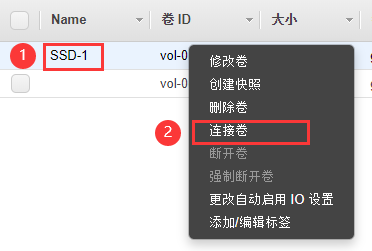 Name 卷 ID 大小
1 SSD-1 vol-0
vol-0
修改卷
创建快照
删除卷
2 连接卷
断开卷
强制断开卷
更改自动启用 IO 设置
添加/编辑标签